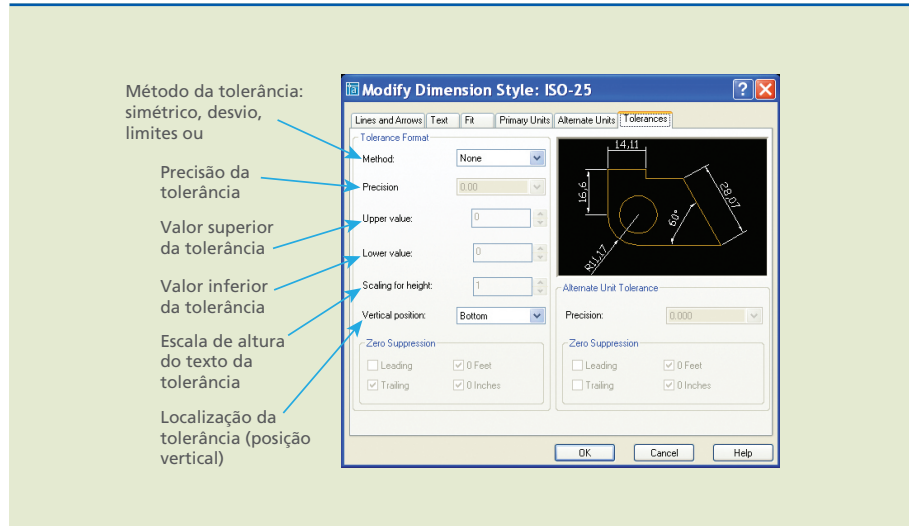 Método da tolerância:
simétrico, desvio,
limites ou
Precisão da
tolerância
Valor superior
da tolerância
Valor inferior
da tolerância
Escala de altura
do texto da
tolerância
Localização da
tolerância (posição
vertical)
Modify Dimension Style: ISO-25
Lines and Arrows Text Fit Primary Units Alternate Units Tolerances
Tolerance Format
Method: None
Precision 0.00
Upper value: 0
Lower value: 0
Scaling for height: 1
Vertical position: Bottom
Zero Suppression
Leading 0 Feet
Trailing 0 Inches
14,11
16,6
28,07
60°
R11,17
Alternate Unit Tolerance
Precision: 0.000
Zero Suppression
Leading 0 Feet
Trailing 0 Inches
OK Cancel Help